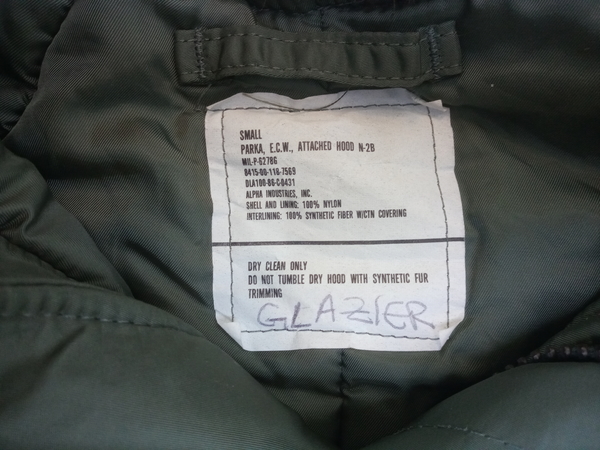 SMALL
PARKA, E.C.W., ATTACHED HOOD N-2B
MIL-P-6278G
8415-00-118-7569
DLA100-86-C-0431
ALPHA INDUSTRIES, INC.
SHELL AND LINING: 100% NYLON
INTERLINING: 100% SYNTHETIC FIBER W/CTN COVERING
DRY CLEAN ONLY
DO NOT TUMBLE DRY HOOD WITH SYNTHETIC FUR
TRIMMING
GLAZIER